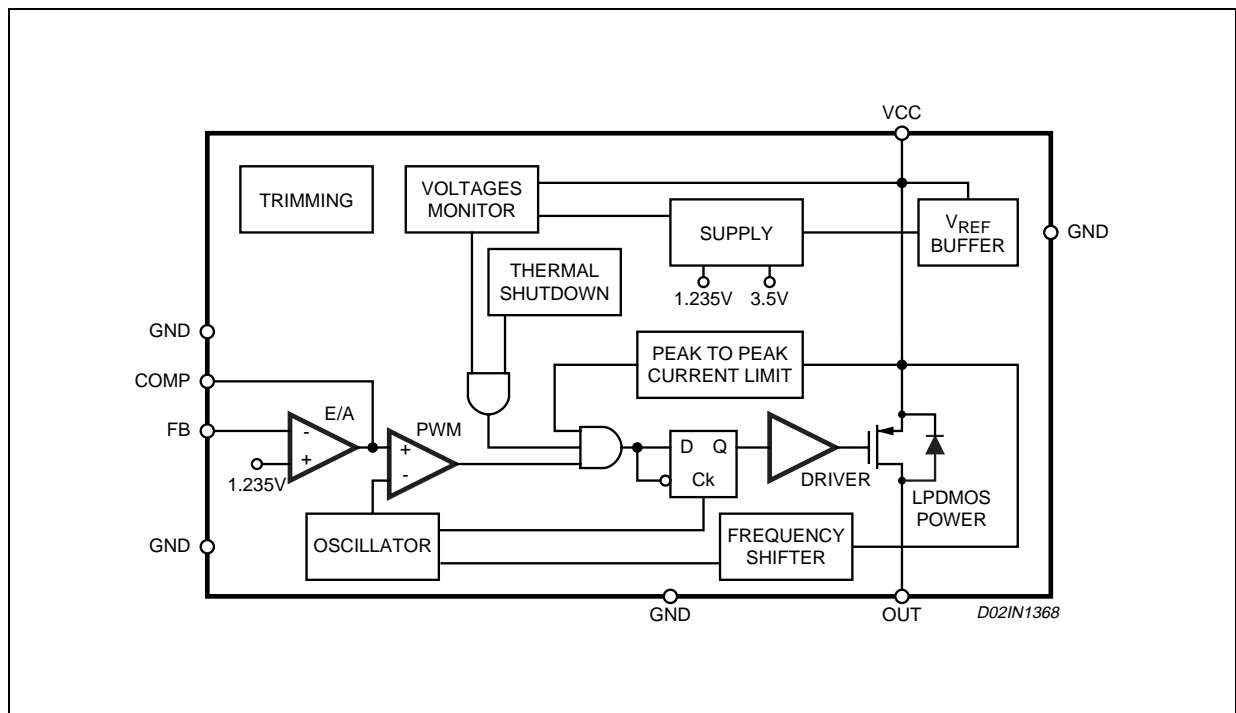 VCC
TRIMMING
VOLTAGES
MONITOR
SUPPLY
VREF
BUFFER
GND
THERMAL
SHUTDOWN
1.235V 3.5V
GND
PEAK TO PEAK
CURRENT LIMIT
COMP
E/A
FB
-
+
PWM
+
-
D Q
Ck
1.235V
DRIVER
LPDMOS
POWER
GND
OSCILLATOR
FREQUENCY
SHIFTER
GND
OUT
D02IN1368